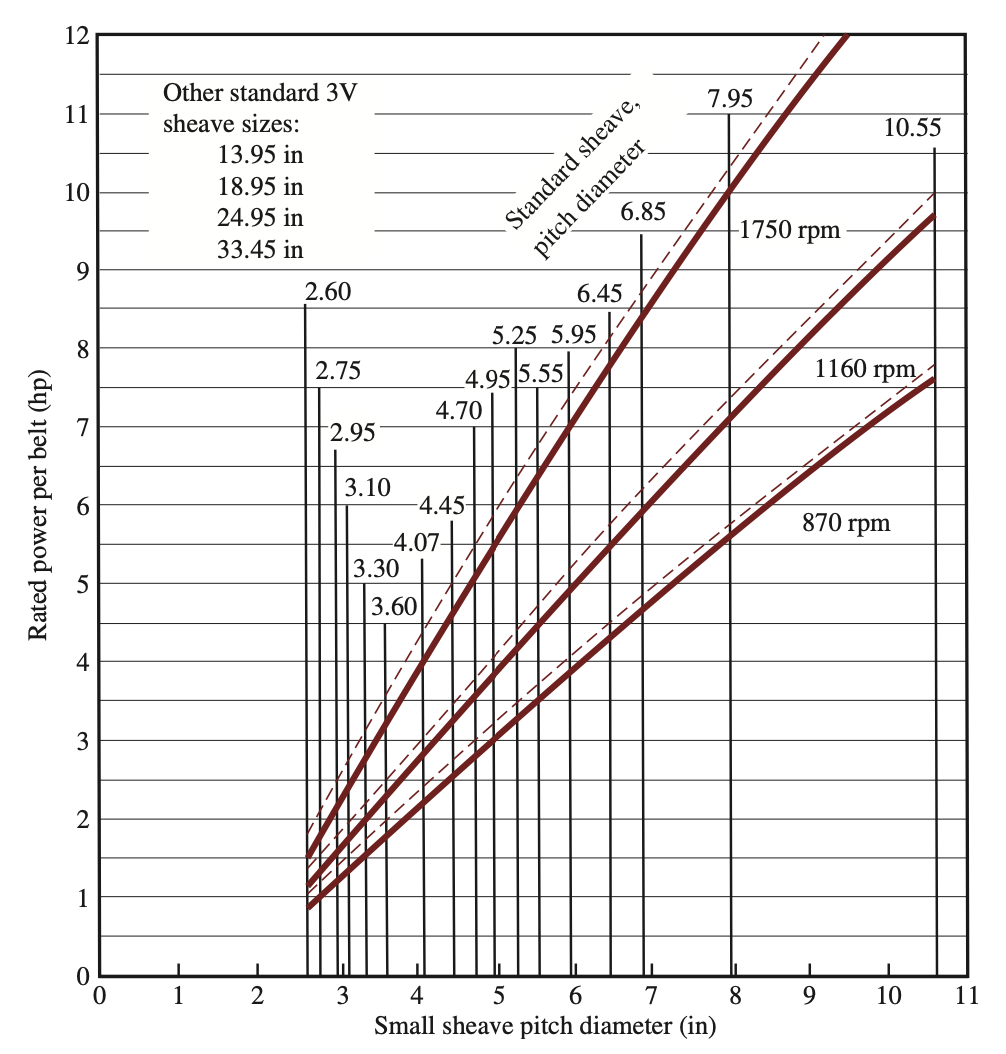 12
11
10
9
8
7
6
5
4
3
2
1
0
Rated power per belt (hp)
Other standard 3V
sheave sizes:
13.95 in
18.95 in
24.95 in
33.45 in
Standard sheave,
pitch diameter
7.95
10.55
6.85
1750 rpm
2.60
6.45
5.25
5.95
2.75
4.95
5.55
1160 rpm
4.70
2.95
3.10
4.45
870 rpm
4.07
3.30
3.60
0 1 2 3 4 5 6 7 8 9 10 11
Small sheave pitch diameter (in)